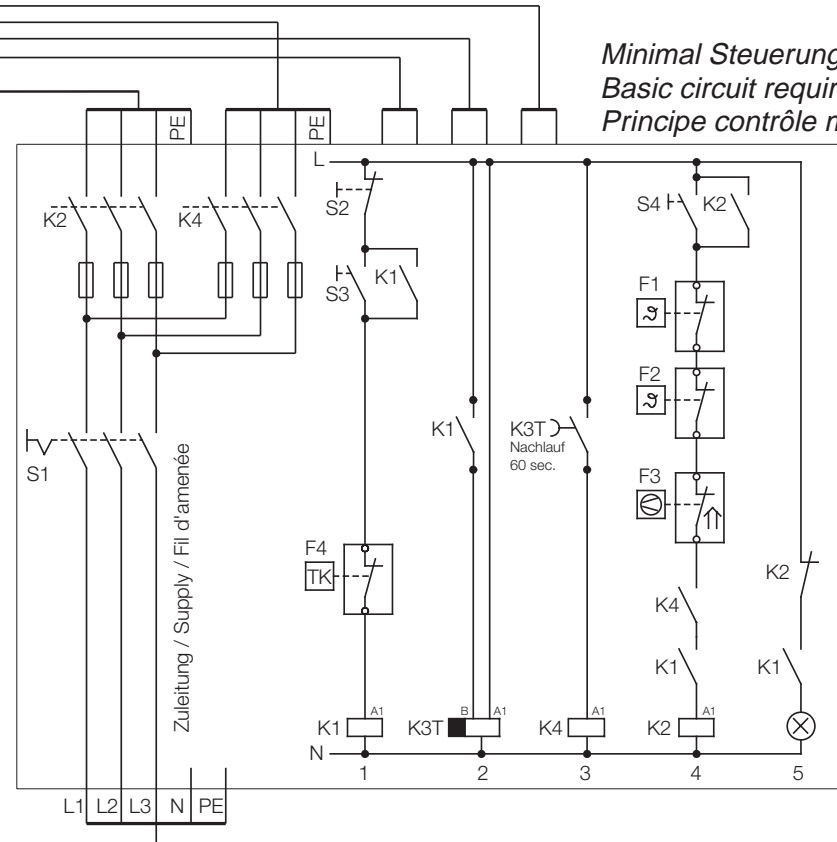 Minimal Steuerung
Basic circuit requir
Principe contrôle m
PE
PE
L
K2
K4
S2
S3
K1
S4
K2
F1
ϑ
F2
ϑ
K1
K3T
Nachlauf
60 sec.
S1
F3
F4
TK
K2
K4
K1
K1
Zuleitung / Supply / Fil d'amenée
K1
A1
K3T
B
A1
K4
A1
K2
A1
N
1
2
3
4
5
L1
L2
L3
N
PE